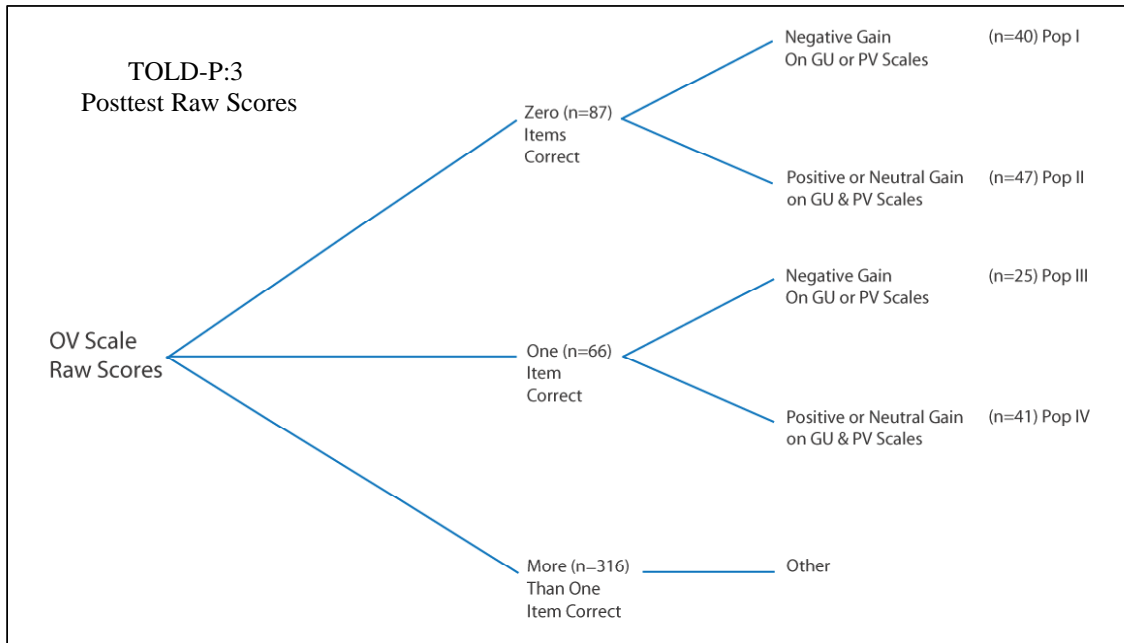 TOLD-P:3
Posttest Raw Scores
Negative Gain (n=40) Pop I
On GU or PV Scales
Zero (n=87)
Items
Correct
Positive or Neutral Gain (n=47) Pop II
on GU & PV Scales
Negative Gain (n=25) Pop III
On GU or PV Scales
OV Scale
Raw Scores
One (n=66)
Item
Correct
Positive or Neutral Gain (n=41) Pop IV
on GU & PV Scales
More (n–316)
Than One
Item Correct
Other